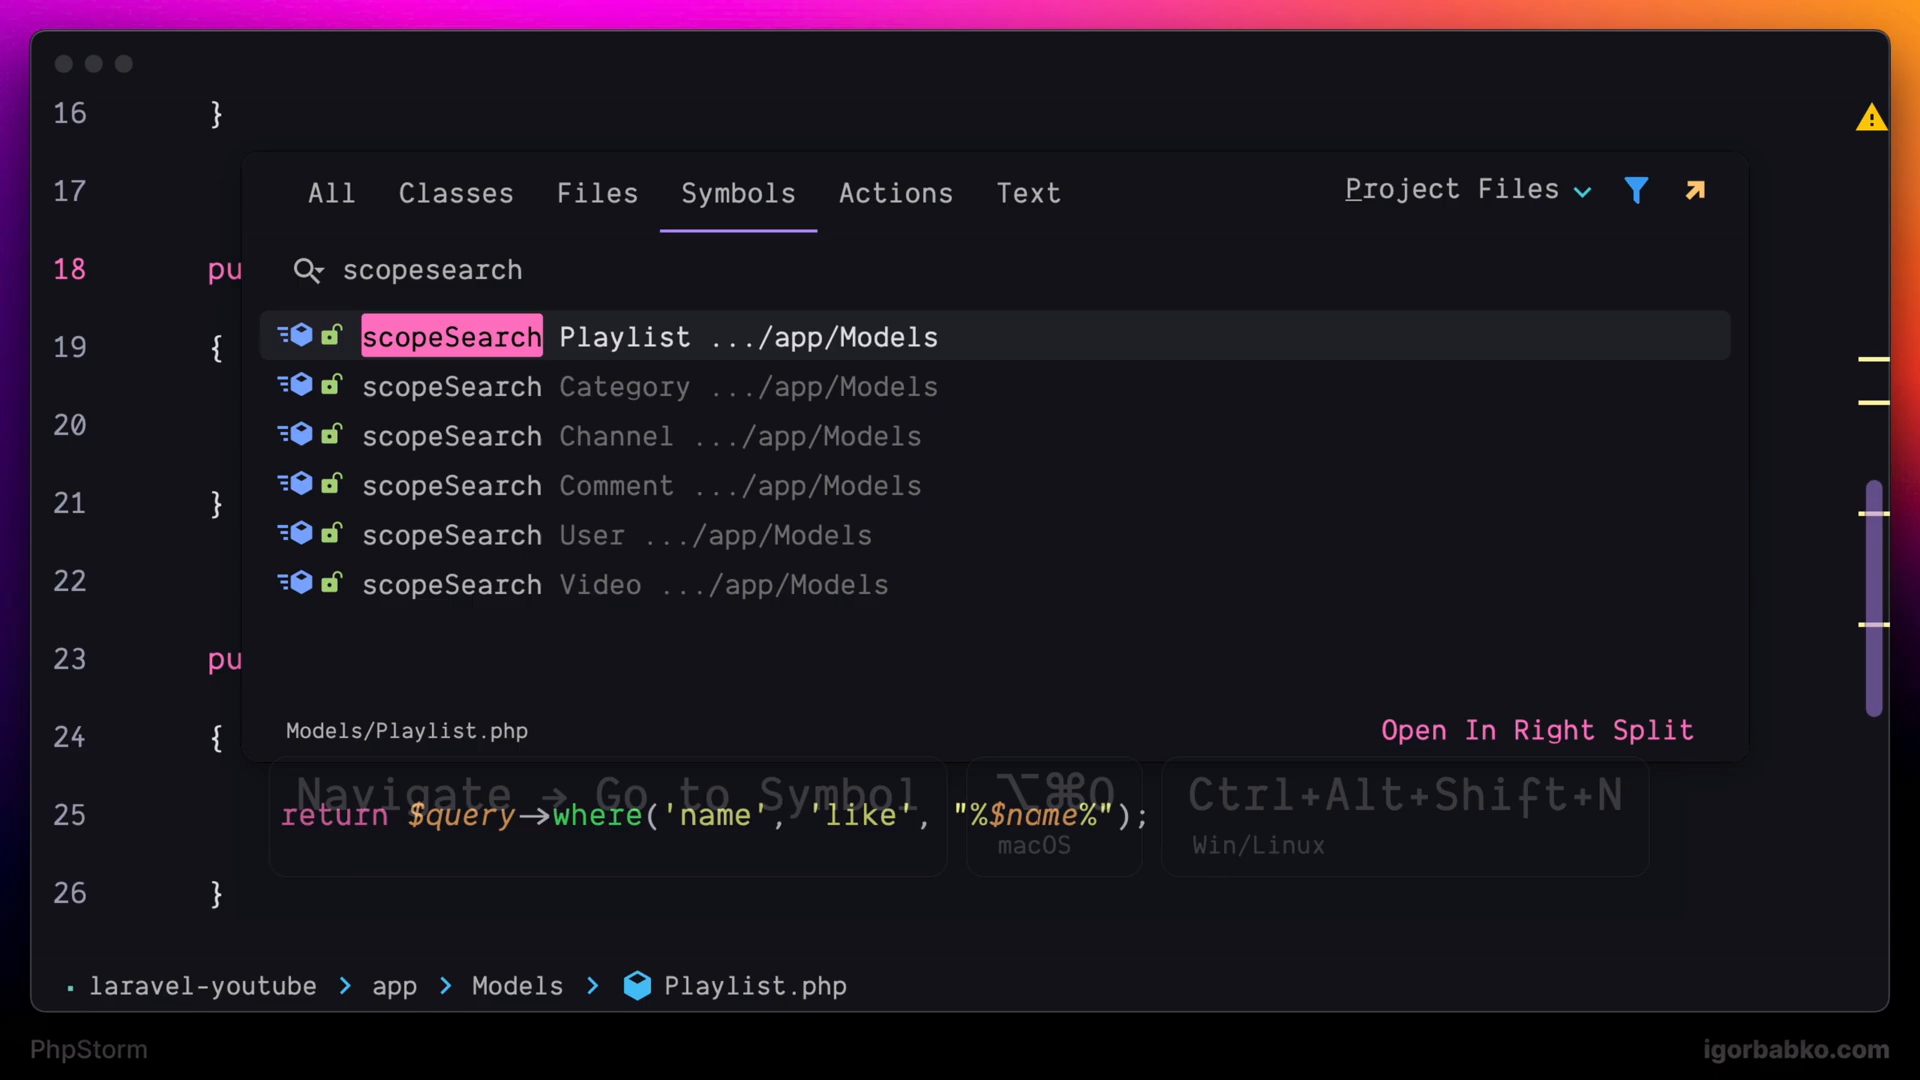 16 }
All Classes Files Symbols Actions Text Project Files
17
18 pu
scopesearch
19 {
scopeSearch Playlist .../app/Models
scopeSearch Category .../app/Models
20
scopeSearch Channel .../app/Models
scopeSearch Comment .../app/Models
21 }
scopeSearch User .../app/Models
22
scopeSearch Video .../app/Models
23 pu
24 {
Models/Playlist.php Open In Right Split
Navigate → Go to Symbol ⌥⌘O Ctrl+Alt+Shift+N
25 return $query->where('name', 'like', "%$name%");
macOS Win/Linux
26 }
laravel-youtube > app > Models > Playlist.php
PhpStorm igorbabko.com